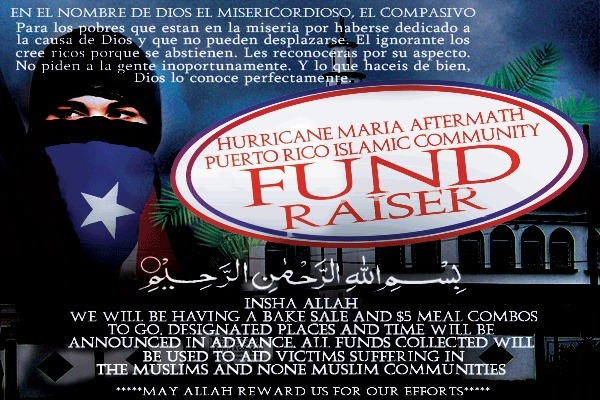 EN EL NOMBRE DE DIOS EL MISERICORDIOSO, EL COMPASIVO
Para los pobres que estan en la miseria por haberse dedicado a
la causa de Dios y que no pueden desplazarse. El ignorante los
cree ricos porque se abstienen. Les reconoceras por su aspecto.
No piden a la gente inoportunamente. Y lo que haceis de bien,
Dios lo conoce perfectamente.
HURRICANE MARIA AFTERMATH
PUERTO RICO ISLAMIC COMMUNITY
FUND
RAISER
بِسْمِ اللهِ الرَّحْمٰنِ الرَّحِيْمِ
INSHA ALLAH
WE WILL BE HAVING A BAKE SALE AND $5 MEAL COMBOS
TO GO. DESIGNATED PLACES AND TIME WILL BE
ANNOUNCED IN ADVANCE. ALL FUNDS COLLECTED WILL
BE USED TO AID VICTIMS SUFFERING IN
THE MUSLIMS AND NONE MUSLIM COMMUNITIES
*****MAY ALLAH REWARD US FOR OUR EFFORTS*****